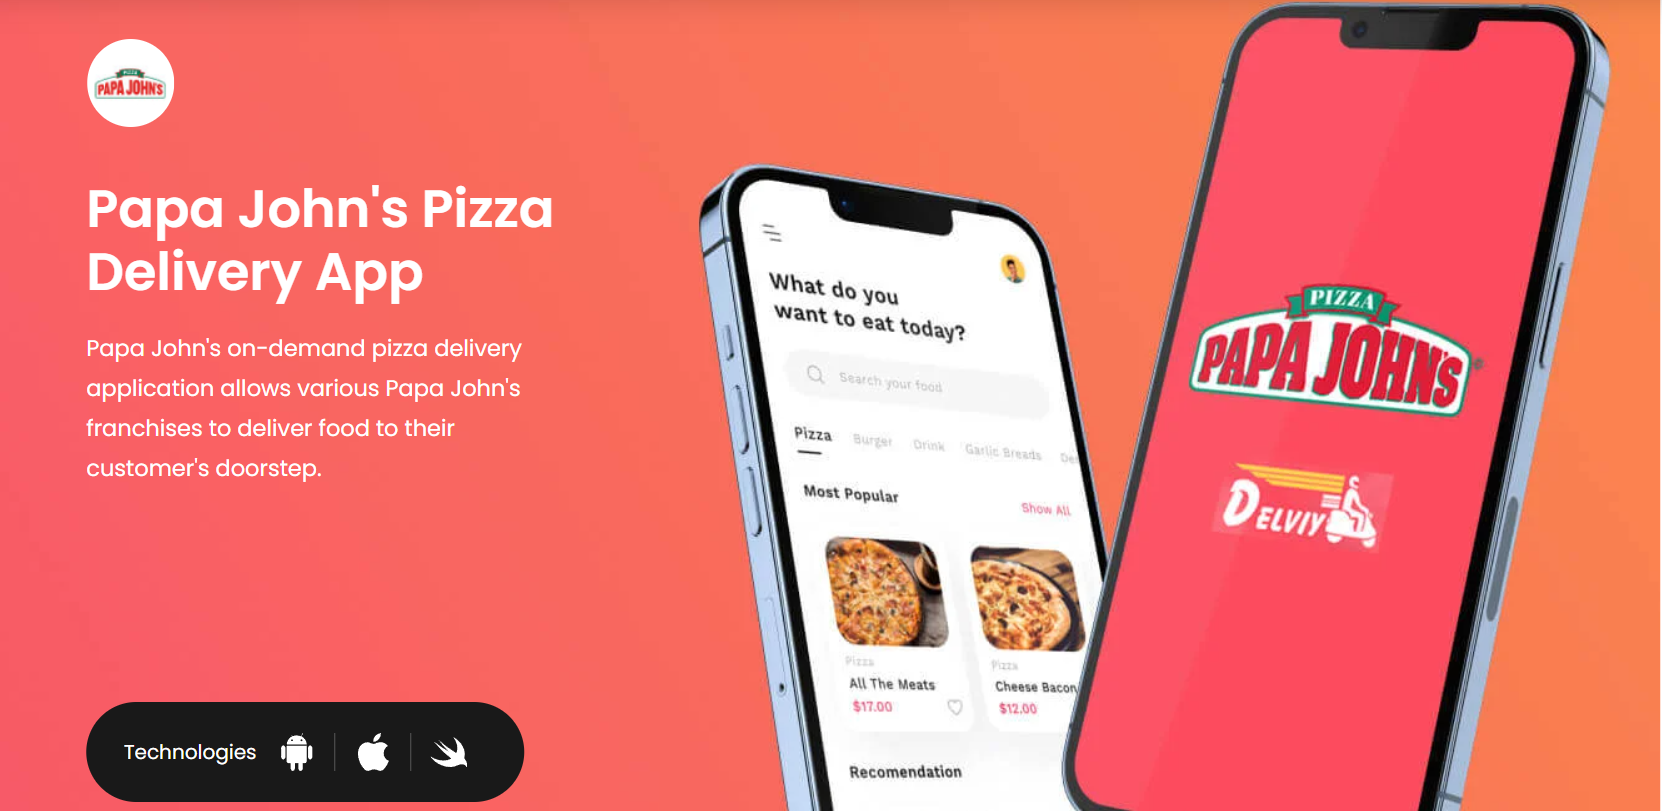 PIZZA
PAPA JOHN'S
Papa John's Pizza
Delivery App
Papa John's on-demand pizza delivery
application allows various Papa John's
franchises to deliver food to their
customer's doorstep.
Technologies
What do you
want to eat today?
Search your food
Pizza Burger Drink Garlic Breads De
Most Popular Show All
Pizza Pizza
All The Meats Cheese Bacon
$17.00 $12.00
Recomendation
PIZZA
PAPA JOHN'S
DELVIY